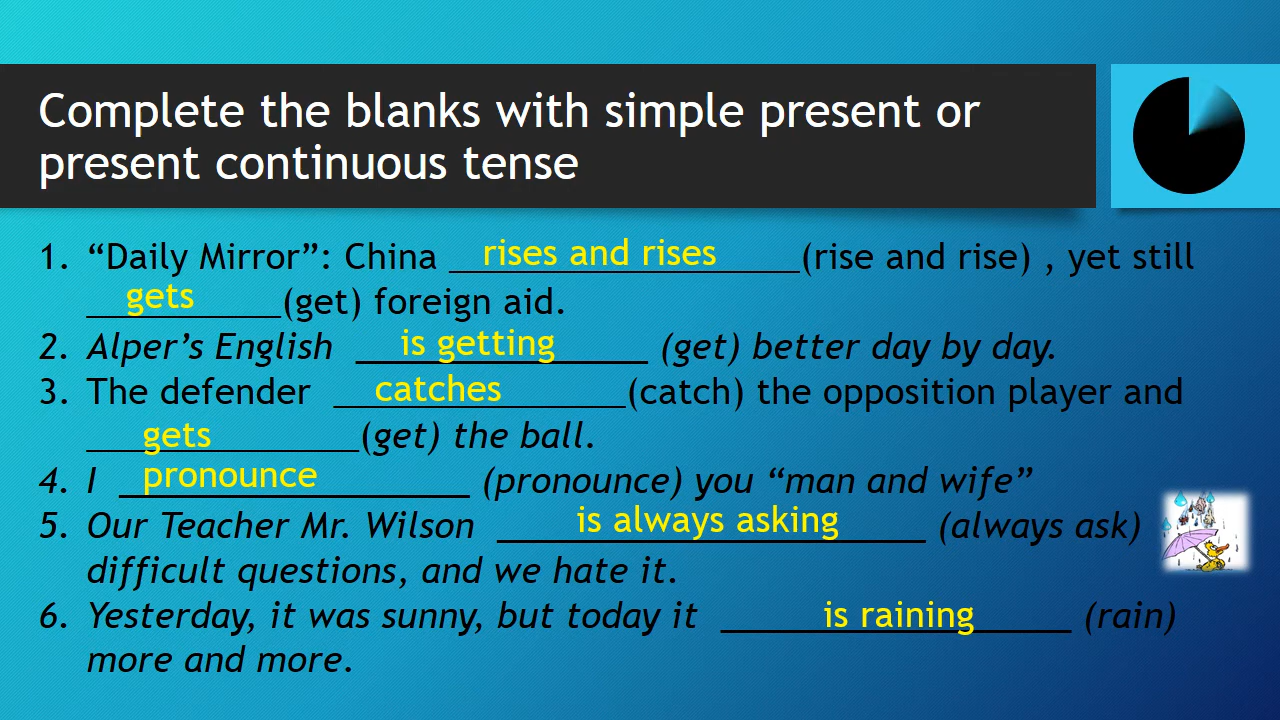 Complete the blanks with simple present or
present continuous tense
1. “Daily Mirror”: China rises and rises (rise and rise) , yet still
gets (get) foreign aid.
2. Alper’s English is getting (get) better day by day.
3. The defender catches (catch) the opposition player and
gets (get) the ball.
4. I pronounce (pronounce) you “man and wife”
5. Our Teacher Mr. Wilson is always asking (always ask)
difficult questions, and we hate it.
6. Yesterday, it was sunny, but today it is raining (rain)
more and more.